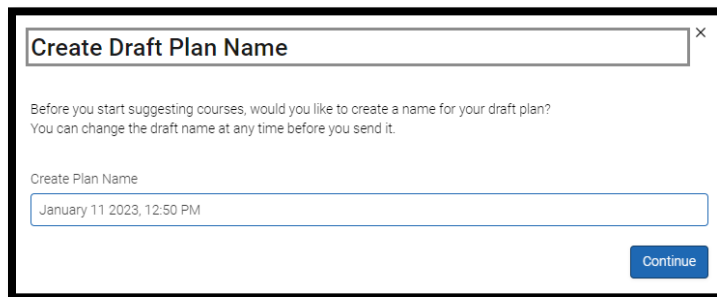 Create Draft Plan Name
×
Before you start suggesting courses, would you like to create a name for your draft plan?
You can change the draft name at any time before you send it.
Create Plan Name
January 11 2023, 12:50 PM
Continue